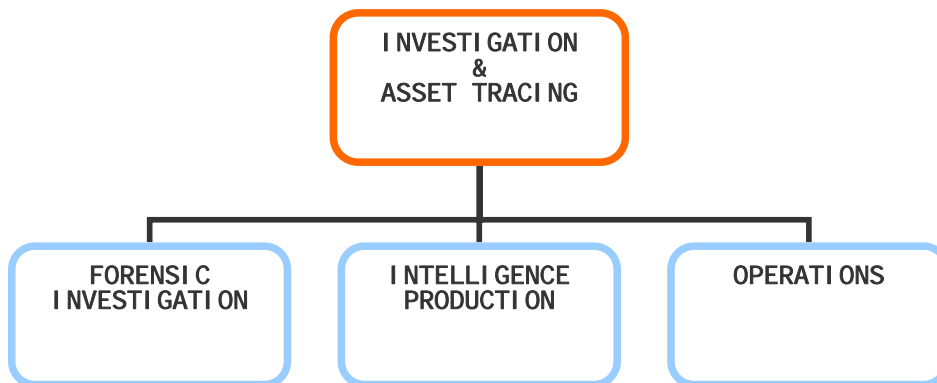 INVESTIGATION
&
ASSET TRACING
FORENSIC
INVESTIGATION
INTELLIGENCE
PRODUCTION
OPERATIONS